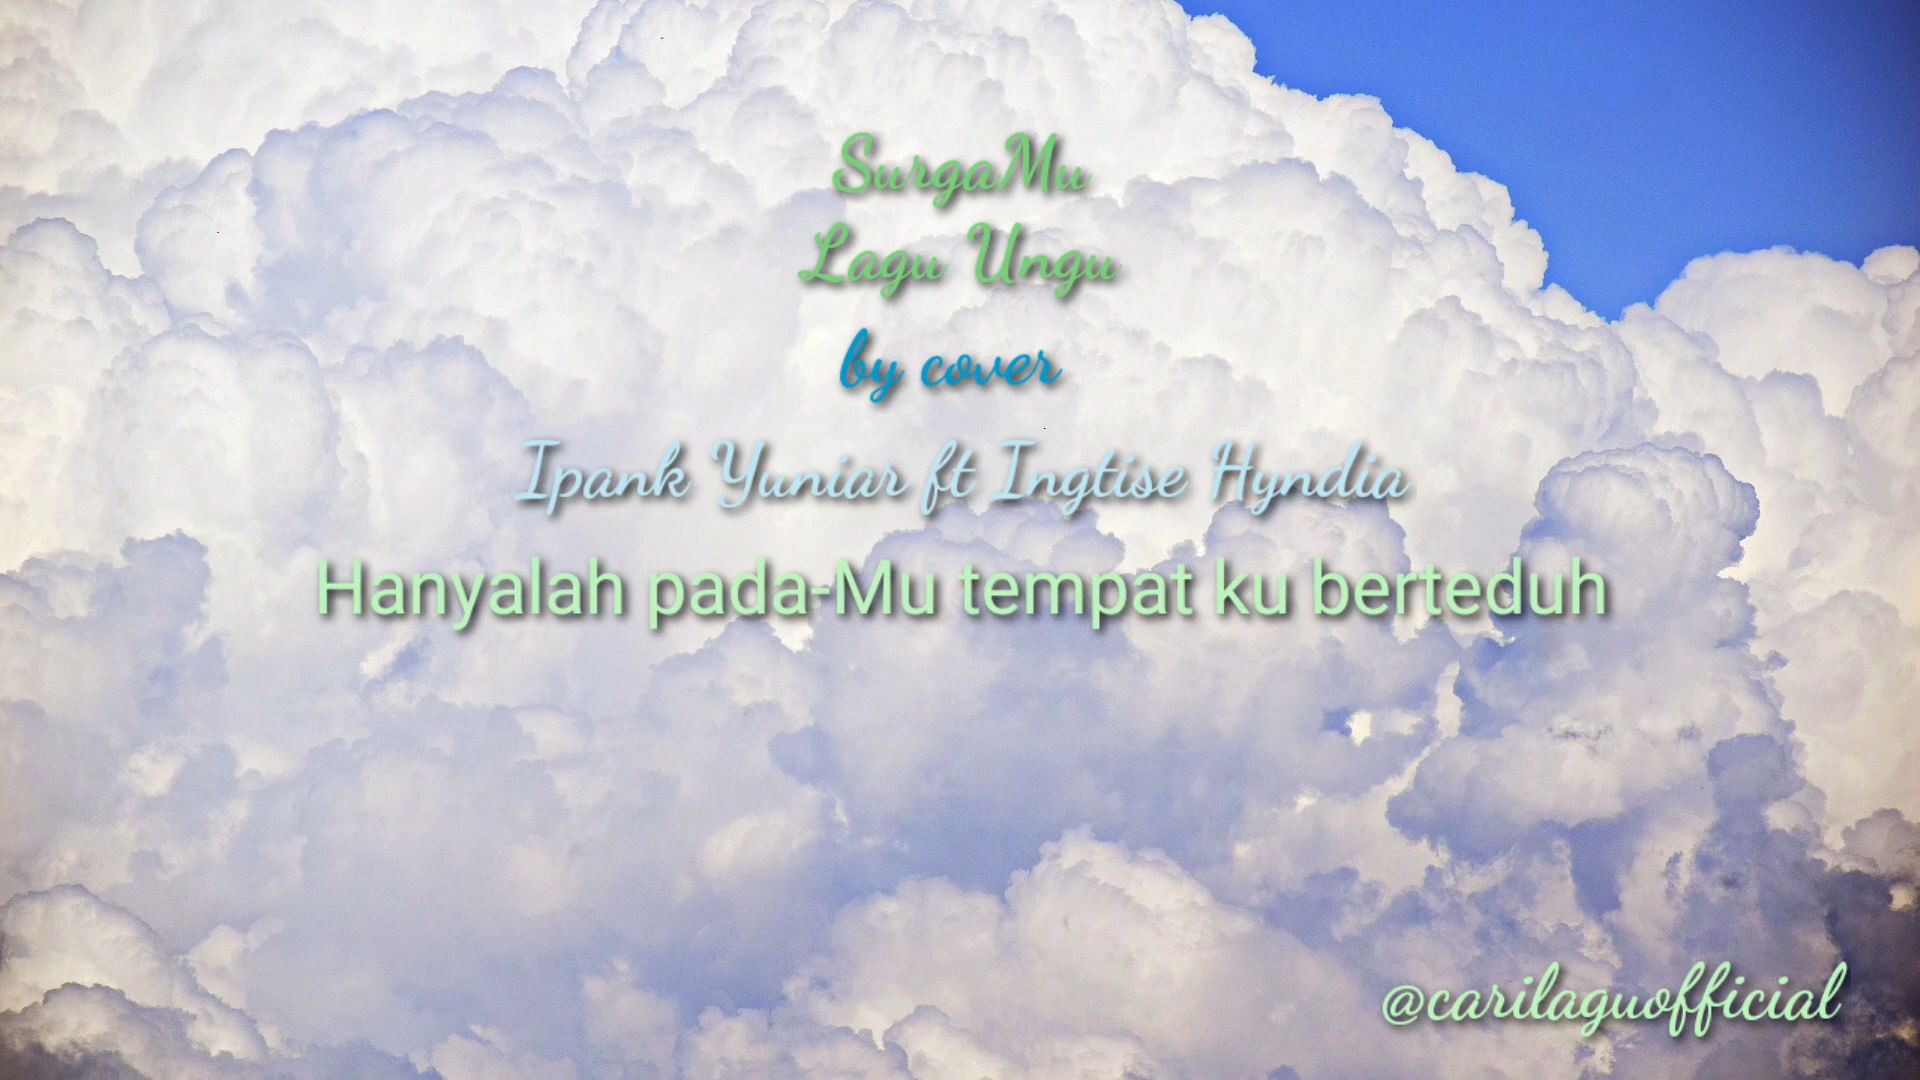 SurgaMu
Lagu Ungu
by cover
Ipank Yuniar ft Ingtise Hyndia
Hanyalah pada-Mu tempat ku berteduh
@carilaguofficial